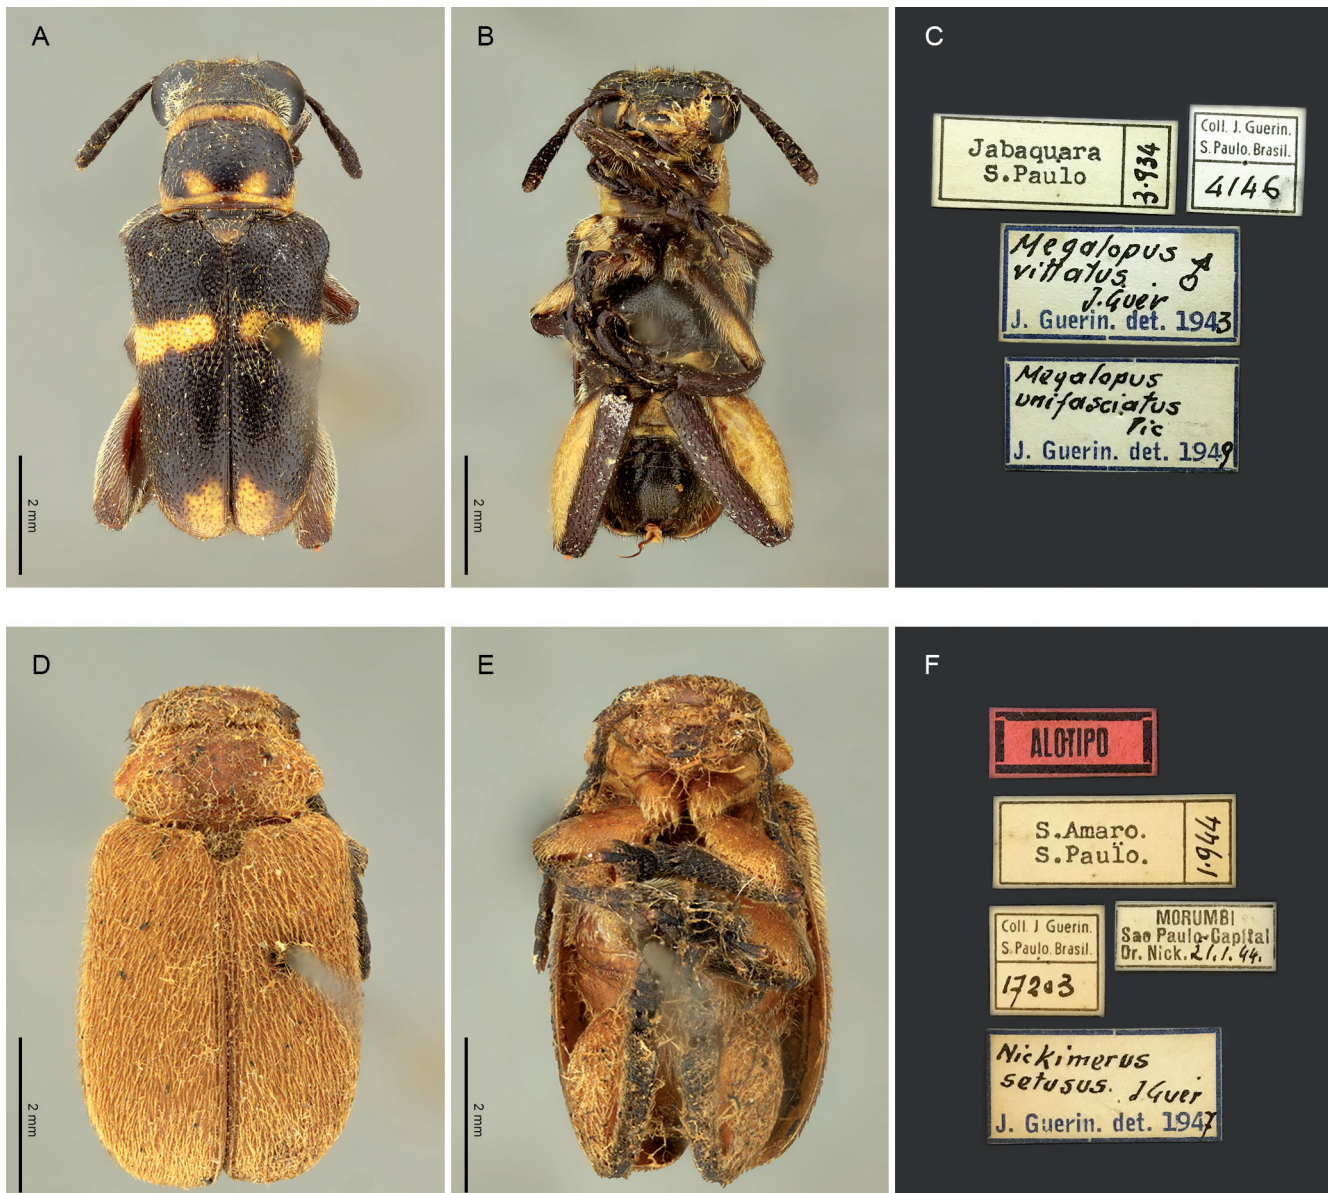 A
B
C
Jabaquara
S.Paulo
3·934
Coll. J. Guerin.
S. Paulo. Brasil.
4146
Megalopus
vittatus. ♂
J.Guer
J. Guerin. det. 1943
Megalopus
unifasciatus
Pic
J. Guerin. det. 1949
2 mm
2 mm
D
E
F
ALOTIPO
S.Amaro.
S.Paulo.
1·944
Coll. J Guerin.
S. Paulo. Brasil.
17203
MORUMBI
Sao Paulo-Capital
Dr. Nick. 21.1.44.
Nickimerus
setusus. J Guer
J. Guerin. det. 1947
2 mm
2 mm